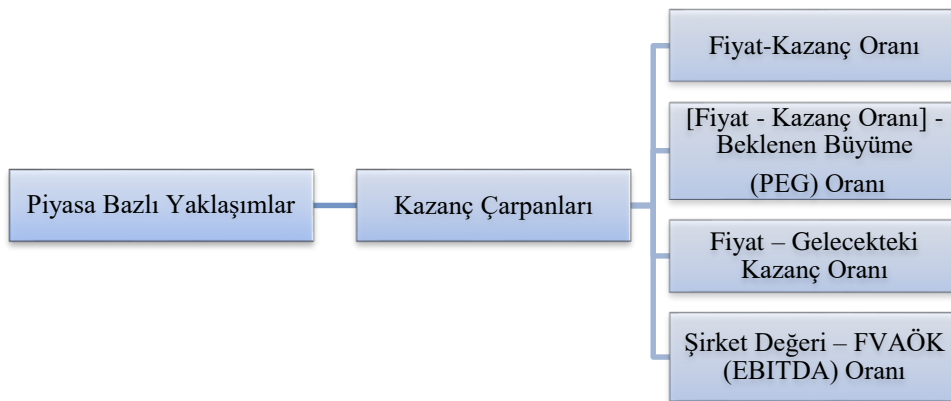 Piyasa Bazlı Yaklaşımlar
Kazanç Çarpanları
Fiyat-Kazanç Oranı
[Fiyat - Kazanç Oranı] -
Beklenen Büyüme
(PEG) Oranı
Fiyat – Gelecekteki
Kazanç Oranı
Şirket Değeri – FVAÖK
(EBITDA) Oranı